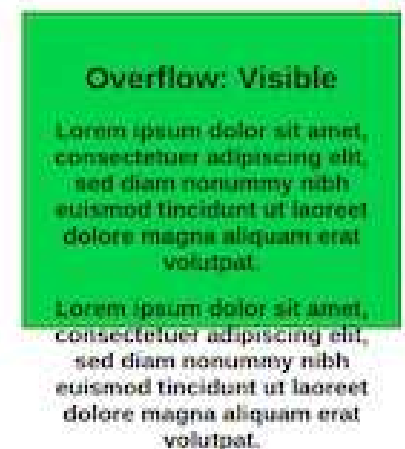 Overflow: Visible
Lorem ipsum dolor sit amet,
consectetuer adipiscing elit,
sed diam nonummy nibh
euismod tincidunt ut laoreet
dolore magna aliquam erat
volutpat.
Lorem ipsum dolor sit amet,
consectetuer adipiscing elit,
sed diam nonummy nibh
euismod tincidunt ut laoreet
dolore magna aliquam erat
volutpat.